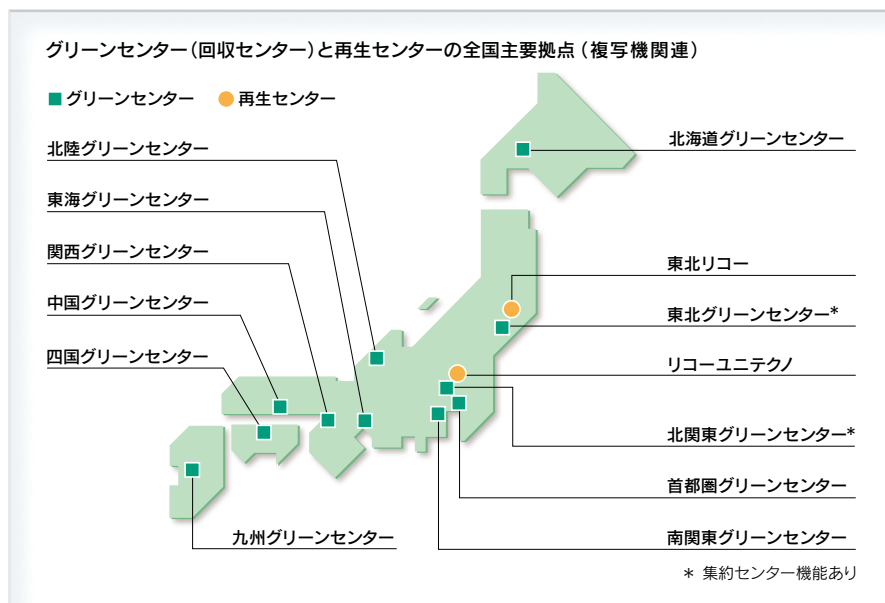 グリーンセンター(回収センター)と再生センターの全国主要拠点(複写機関連)
グリーンセンター 再生センター
北陸グリーンセンター
東海グリーンセンター
関西グリーンセンター
中国グリーンセンター
四国グリーンセンター
九州グリーンセンター
北海道グリーンセンター
東北リコー
東北グリーンセンター*
リコーユニテクノ
北関東グリーンセンター*
首都圏グリーンセンター
南関東グリーンセンター
* 集約センター機能あり